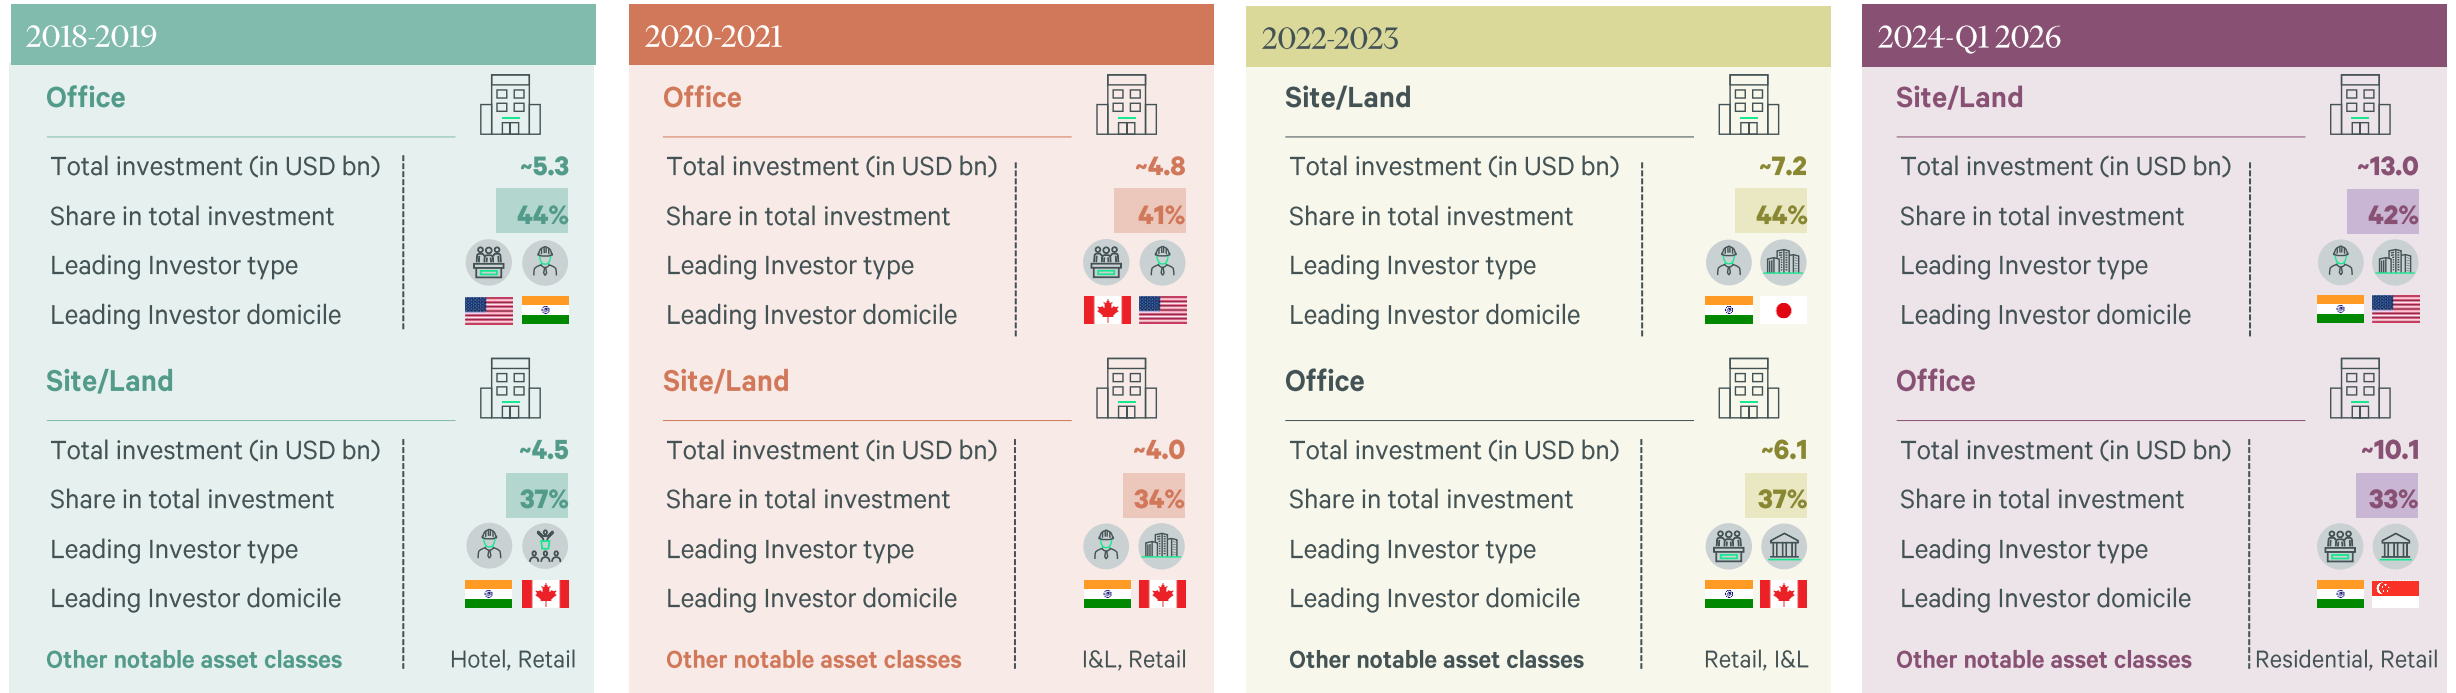 2018-2019
Office
Total investment (in USD bn) ~5.3
Share in total investment 44%
Leading Investor type
Leading Investor domicile
Site/Land
Total investment (in USD bn) ~4.5
Share in total investment 37%
Leading Investor type
Leading Investor domicile
Other notable asset classes Hotel, Retail
2020-2021
Office
Total investment (in USD bn) ~4.8
Share in total investment 41%
Leading Investor type
Leading Investor domicile
Site/Land
Total investment (in USD bn) ~4.0
Share in total investment 34%
Leading Investor type
Leading Investor domicile
Other notable asset classes I&L, Retail
2022-2023
Site/Land
Total investment (in USD bn) ~7.2
Share in total investment 44%
Leading Investor type
Leading Investor domicile
Office
Total investment (in USD bn) ~6.1
Share in total investment 37%
Leading Investor type
Leading Investor domicile
Other notable asset classes Retail, I&L
2024-Q1 2026
Site/Land
Total investment (in USD bn) ~13.0
Share in total investment 42%
Leading Investor type
Leading Investor domicile
Office
Total investment (in USD bn) ~10.1
Share in total investment 33%
Leading Investor type
Leading Investor domicile
Other notable asset classes Residential, Retail